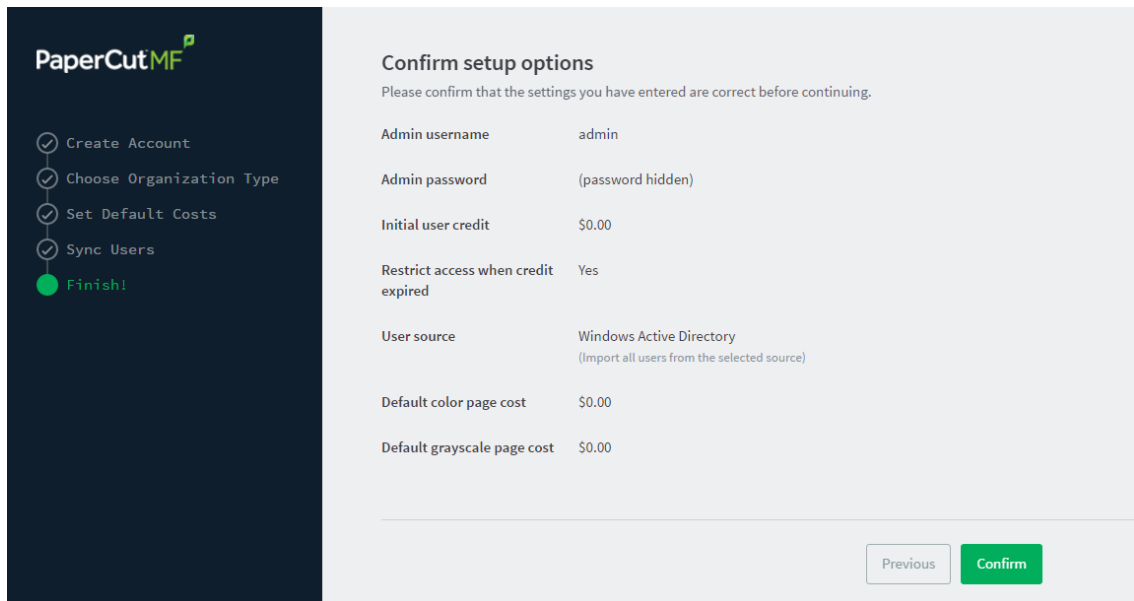 PaperCut MF
Create Account
Choose Organization Type
Set Default Costs
Sync Users
Finish!
Confirm setup options
Please confirm that the settings you have entered are correct before continuing.
Admin username admin
Admin password (password hidden)
Initial user credit $0.00
Restrict access when credit Yes
expired
User source Windows Active Directory
(Import all users from the selected source)
Default color page cost $0.00
Default grayscale page cost $0.00
Previous Confirm